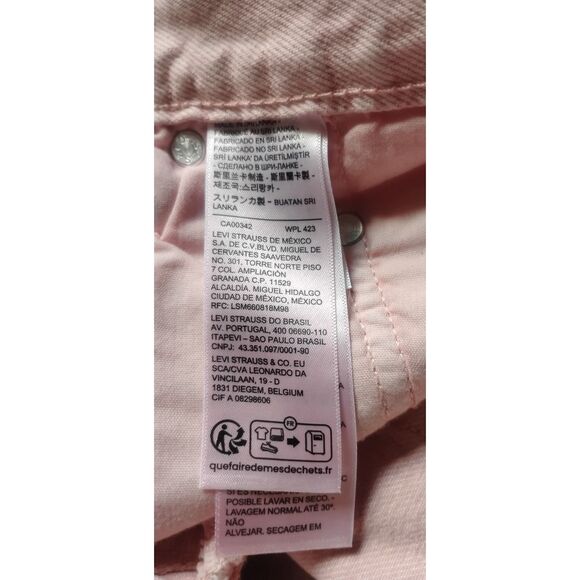 MADE IN SRI LANKA -
FABRIQUÉ AU SRI LANKA -
FABRICADO EN SRI LANKA -
FABRICADO NO SRI LANKA -
SRİ LANKA' DA ÜRETİLMİŞTİR
- СДЕЛАНО В ШРИ-ЛАНКЕ -
斯里兰卡制造 - 斯里蘭卡製 -
제조국:스리랑카 -
スリランカ製 - BUATAN SRI
LANKA
CA00342 WPL 423
LEVI STRAUSS DE MÉXICO
S.A. DE C.V.BLVD. MIGUEL DE
CERVANTES SAAVEDRA
NO. 301, TORRE NORTE PISO
7 COL. AMPLIACIÓN
GRANADA C.P. 11529
ALCALDÍA. MIGUEL HIDALGO
CIUDAD DE MÉXICO, MÉXICO
RFC: LSM660818M98
LEVI STRAUSS DO BRASIL
AV. PORTUGAL, 400 06690-110
ITAPEVI – SAO PAULO BRASIL
CNPJ: 43.351.097/0001-90
LEVI STRAUSS & CO. EU
SCA/CVA LEONARDO DA
VINCILAAN, 19 - D
1831 DIEGEM, BELGIUM
CiF A 08298606
FR
quefairedemesdechets.fr
SI ES
POSIBLE LAVAR EN SECO. -
LAVAGEM NORMAL ATÉ 30°.
NÃO
ALVEJAR. SECAGEM EM